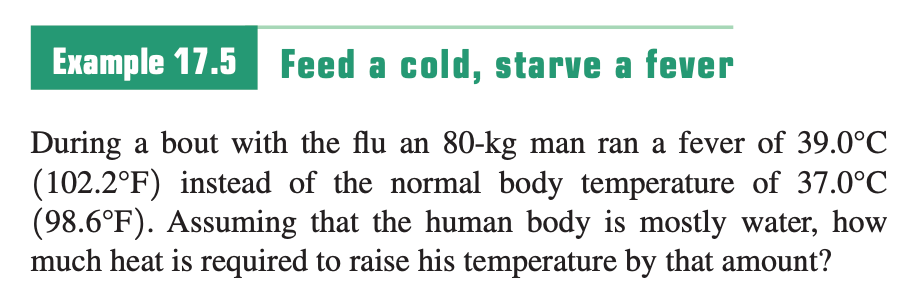 Example 17.5 Feed a cold, starve a fever
During a bout with the flu an 80-kg man ran a fever of 39.0°C
(102.2°F) instead of the normal body temperature of 37.0°C
(98.6°F). Assuming that the human body is mostly water, how
much heat is required to raise his temperature by that amount?